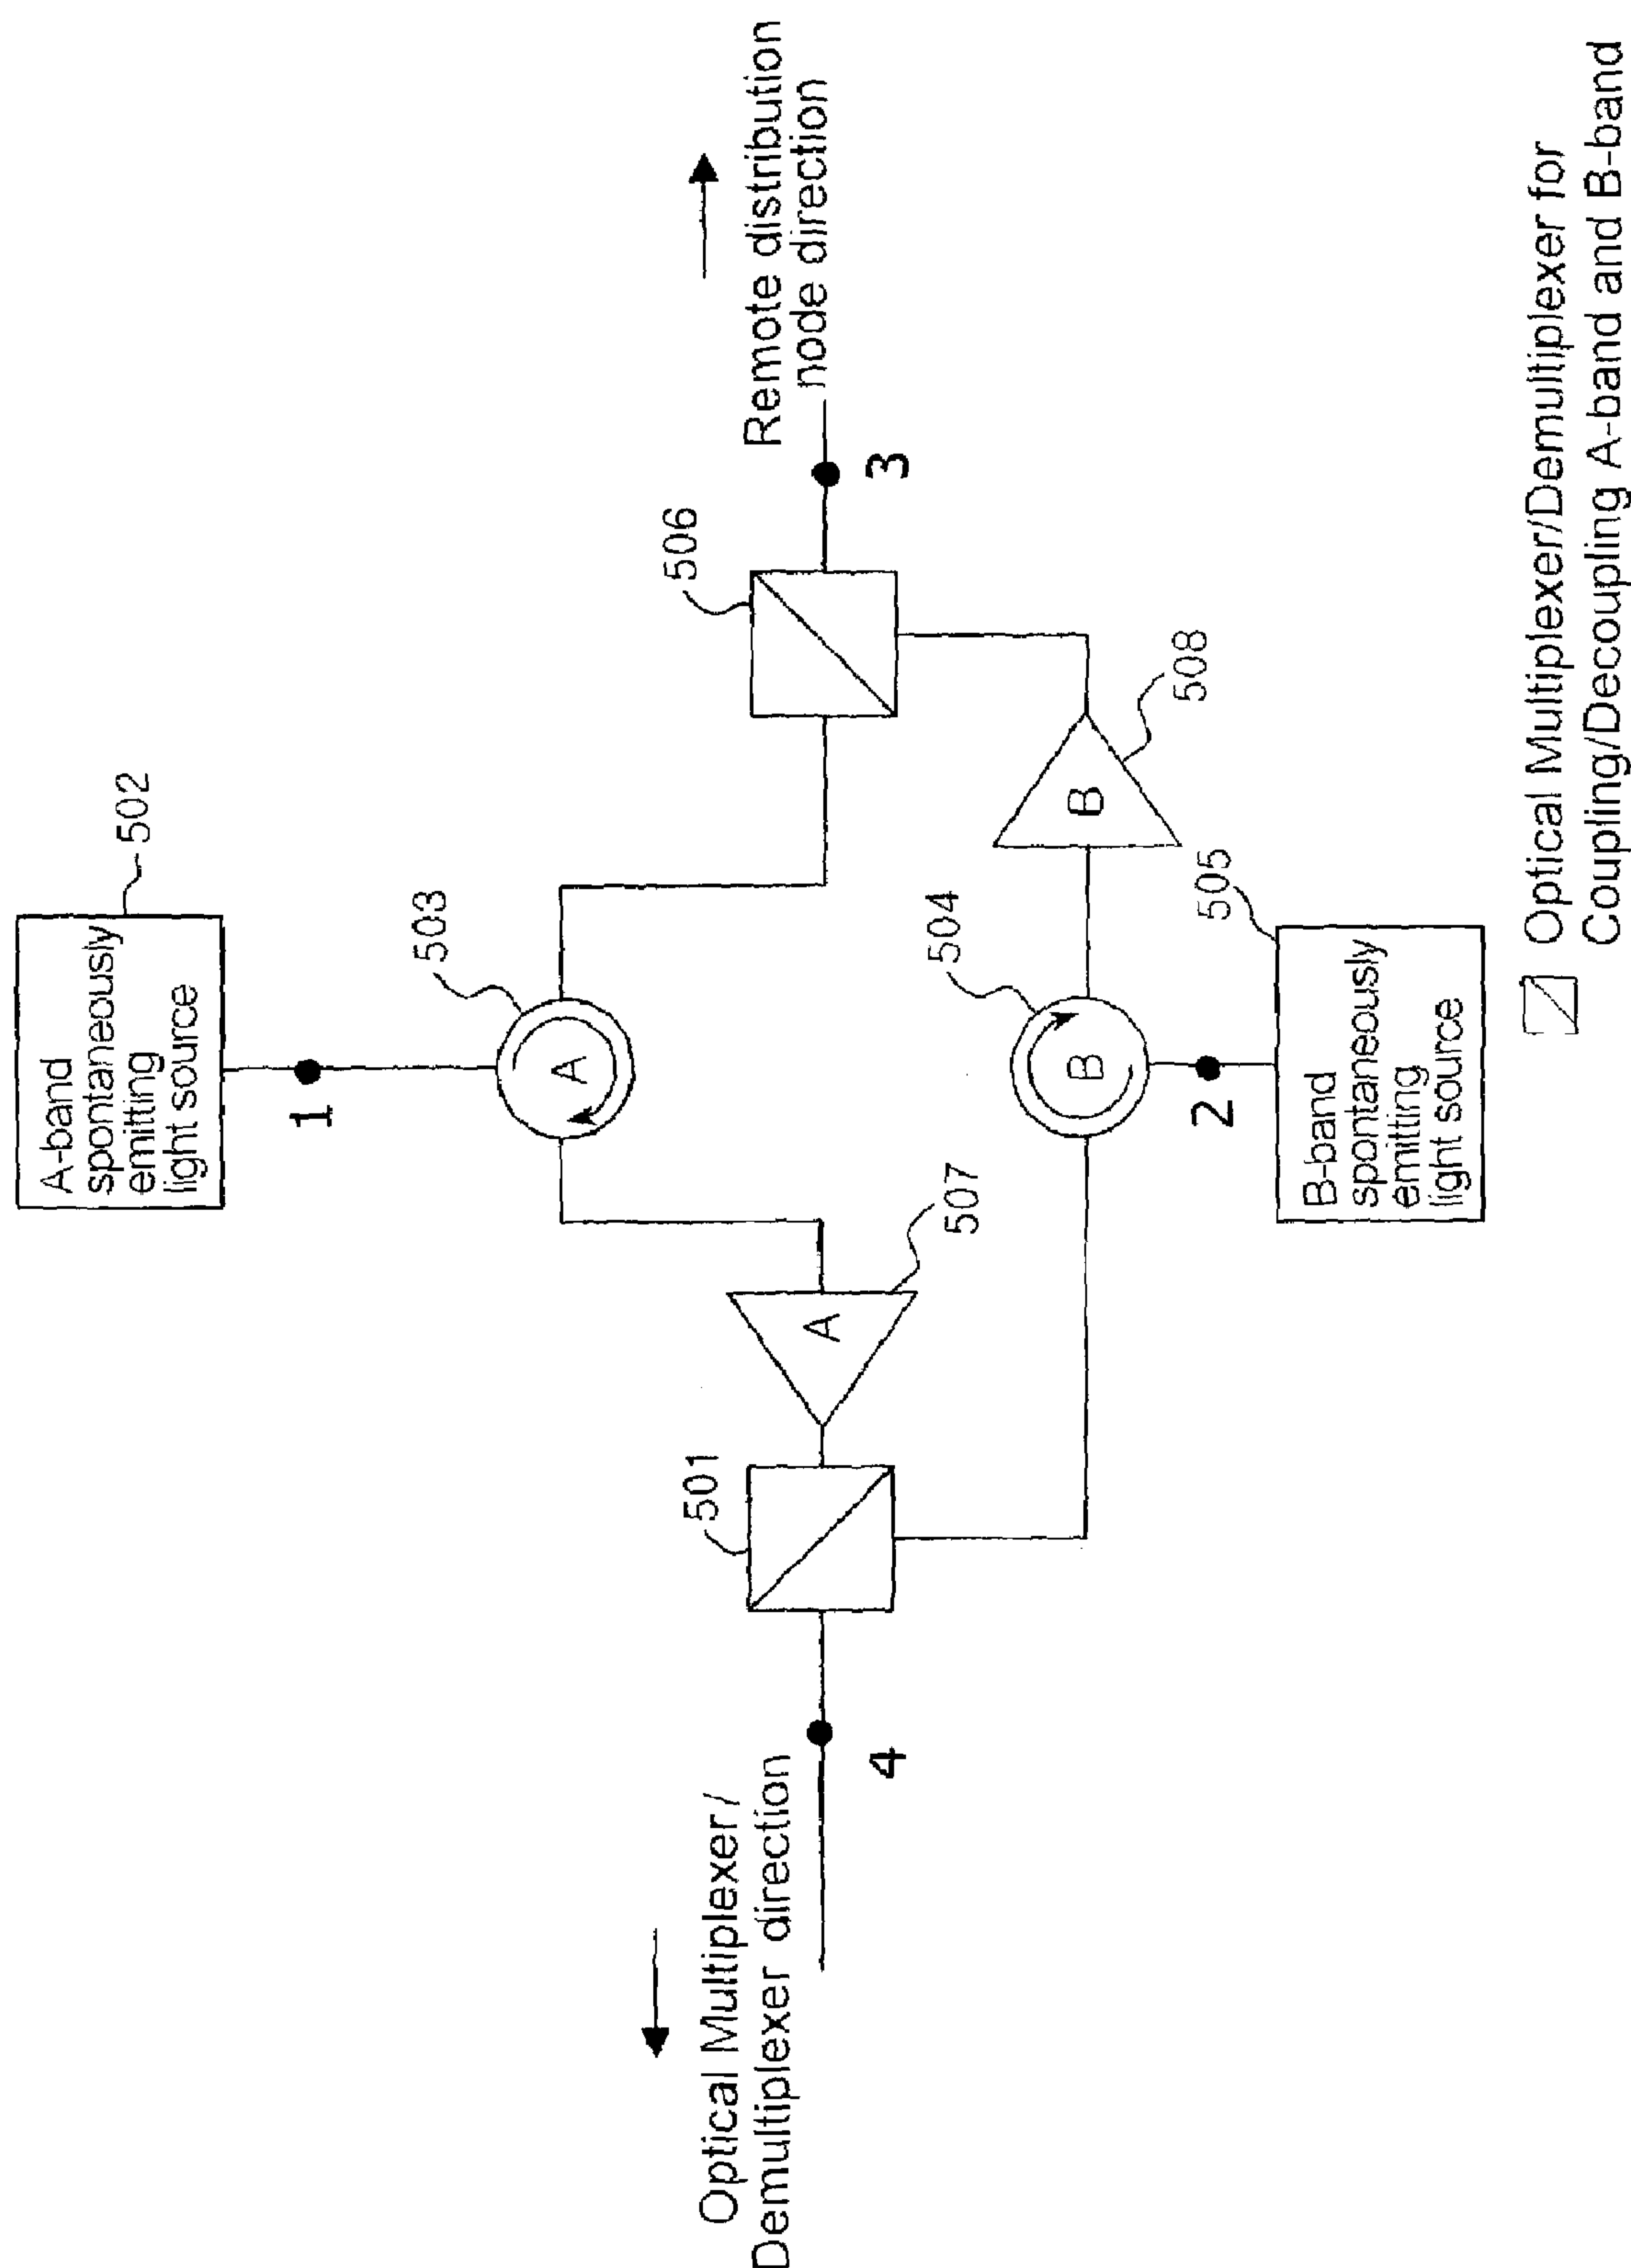 A-band
spontaneously
emitting
light source
502
1
503
A
Remote distribution
node direction
506
3
507
A
501
Optical Multiplexer/
Demultiplexer direction
4
504
B
508
B
2
505
B-band
spontaneously
emitting
light source
Optical Multiplexer/Demultiplexer for
Coupling/Decoupling A-band and B-band